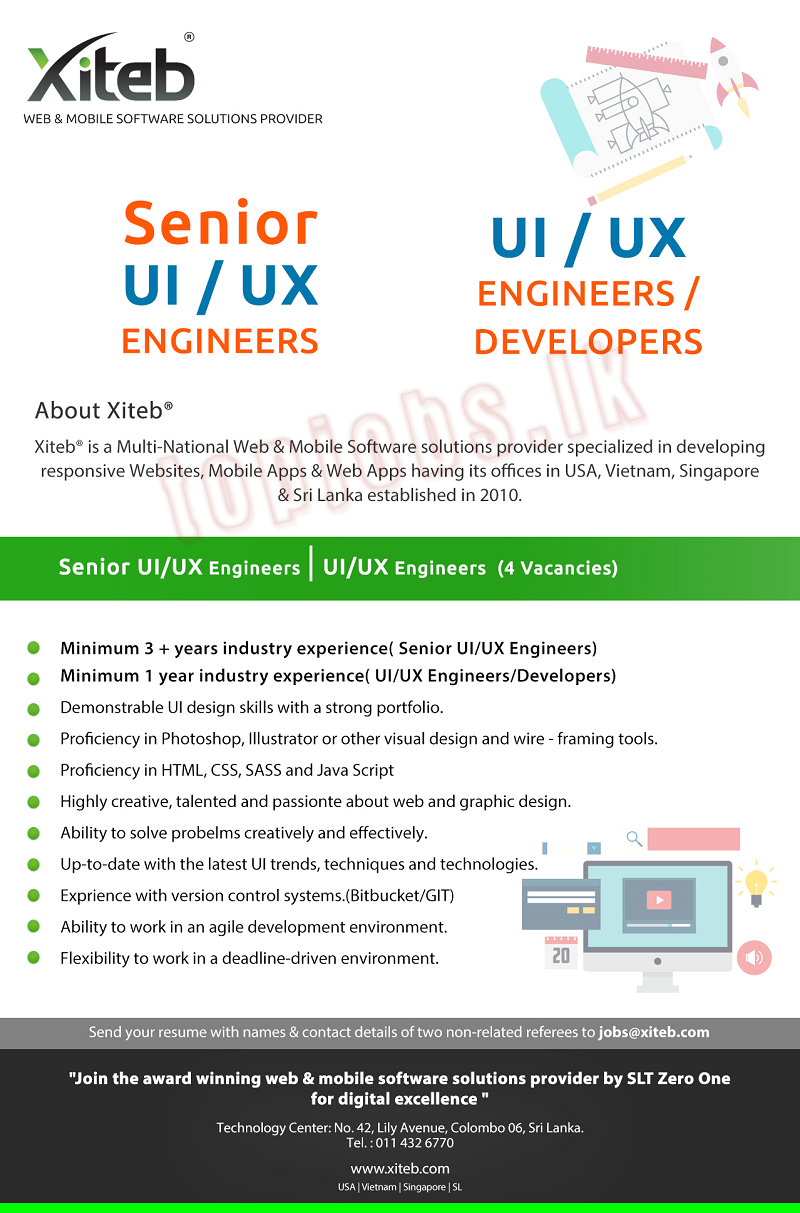 Xiteb®
WEB & MOBILE SOFTWARE SOLUTIONS PROVIDER
Senior
UI / UX
ENGINEERS
UI / UX
ENGINEERS /
DEVELOPERS
topjobs.lk
About Xiteb®
Xiteb® is a Multi-National Web & Mobile Software solutions provider specialized in developing
responsive Websites, Mobile Apps & Web Apps having its offices in USA, Vietnam, Singapore
& Sri Lanka established in 2010.
Senior UI/UX Engineers | UI/UX Engineers (4 Vacancies)
Minimum 3 + years industry experience( Senior UI/UX Engineers)
Minimum 1 year industry experience( UI/UX Engineers/Developers)
Demonstrable UI design skills with a strong portfolio.
Proficiency in Photoshop, Illustrator or other visual design and wire - framing tools.
Proficiency in HTML, CSS, SASS and Java Script
Highly creative, talented and passionte about web and graphic design.
Ability to solve probelms creatively and effectively.
Up-to-date with the latest UI trends, techniques and technologies.
Exprience with version control systems.(Bitbucket/GIT)
Ability to work in an agile development environment.
Flexibility to work in a deadline-driven environment.
20
Send your resume with names & contact details of two non-related referees to jobs@xiteb.com
"Join the award winning web & mobile software solutions provider by SLT Zero One
for digital excellence "
Technology Center: No. 42, Lily Avenue, Colombo 06, Sri Lanka.
Tel. : 011 432 6770
www.xiteb.com
USA | Vietnam | Singapore | SL